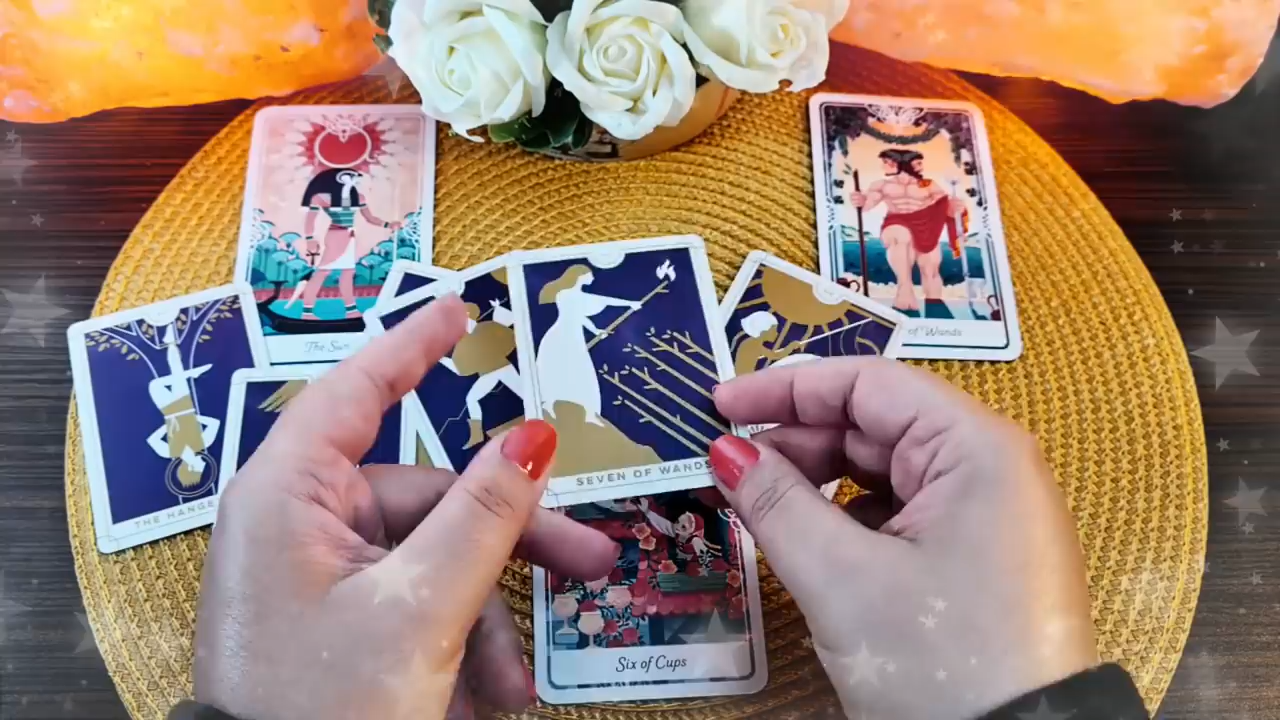 The Sun
of Wands
THE HANGE
SEVEN OF WANDS
Six of Cups